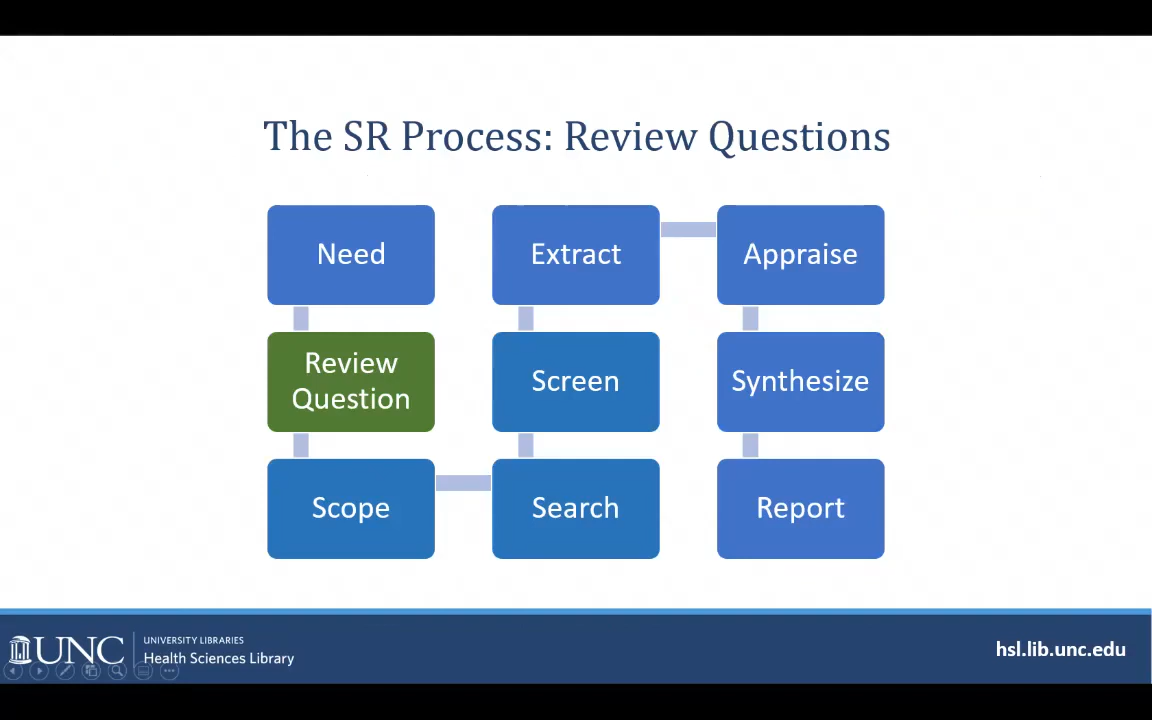 The SR Process: Review Questions
Need
Review
Question
Scope
Search
Screen
Extract
Appraise
Synthesize
Report
UNC
UNIVERSITY LIBRARIES
Health Sciences Library
hsl.lib.unc.edu